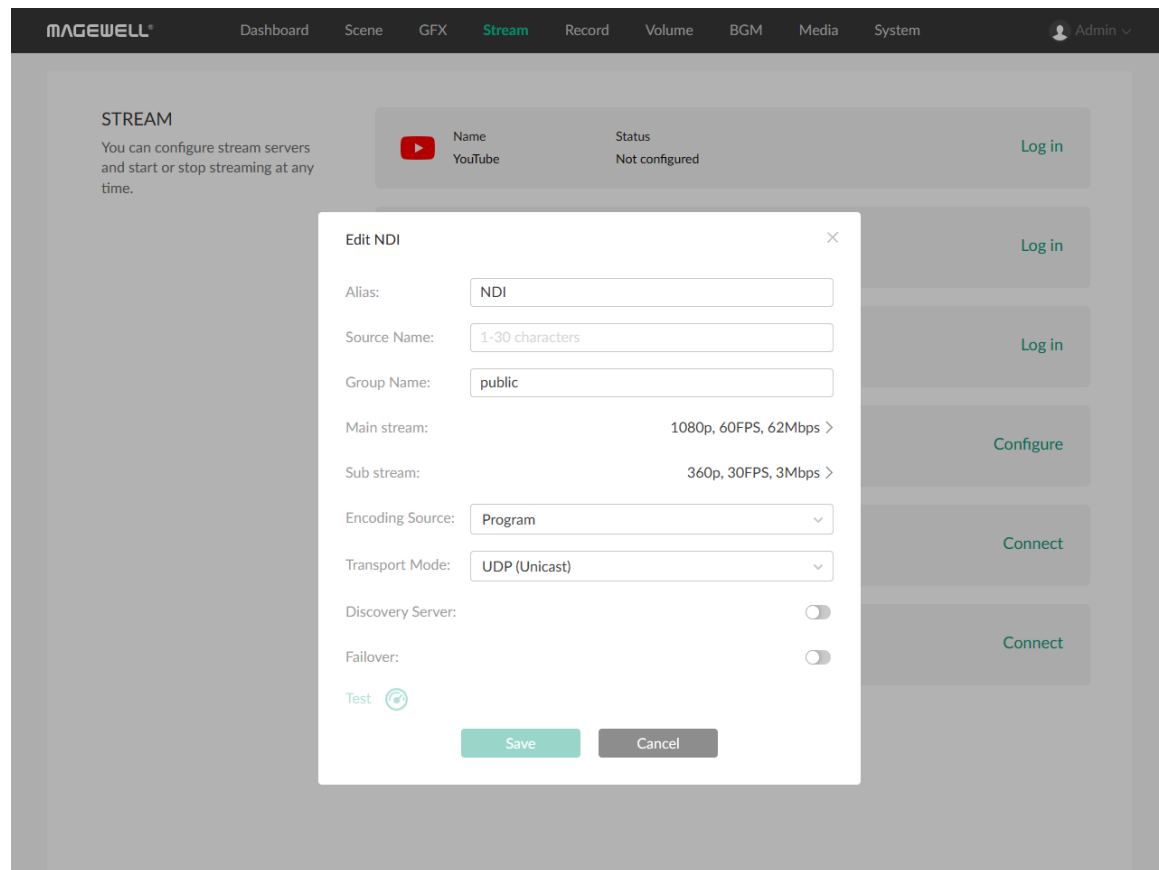 MAGEWELL®
Dashboard Scene GFX Stream Record Volume BGM Media System Admin
STREAM
You can configure stream servers
and start or stop streaming at any
time.
Name Status
YouTube Not configured
Log in
Log in
Log in
Configure
Connect
Connect
Edit NDI
Alias: NDI
Source Name: 1-30 characters
Group Name: public
Main stream: 1080p, 60FPS, 62Mbps >
Sub stream: 360p, 30FPS, 3Mbps >
Encoding Source: Program
Transport Mode: UDP (Unicast)
Discovery Server:
Failover:
Test
Save Cancel